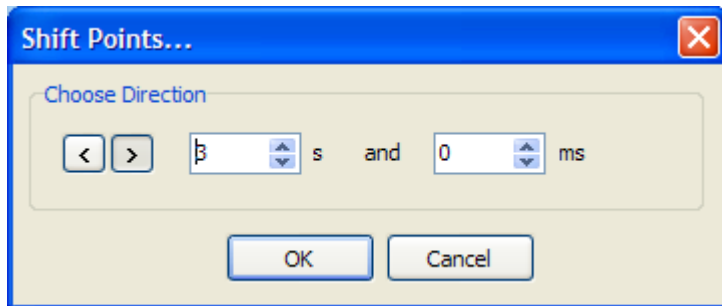 Shift Points...
Choose Direction
< > 3 s and 0 ms
OK Cancel